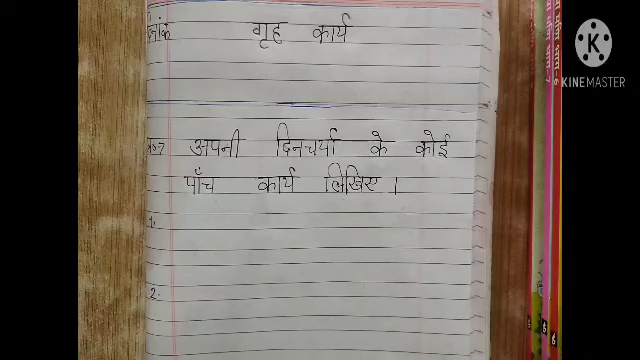 गृह कार्य
अपनी दिनचर्या के कोई
पाँच कार्य लिखिए।
1.
2.
K
KINEMASTER